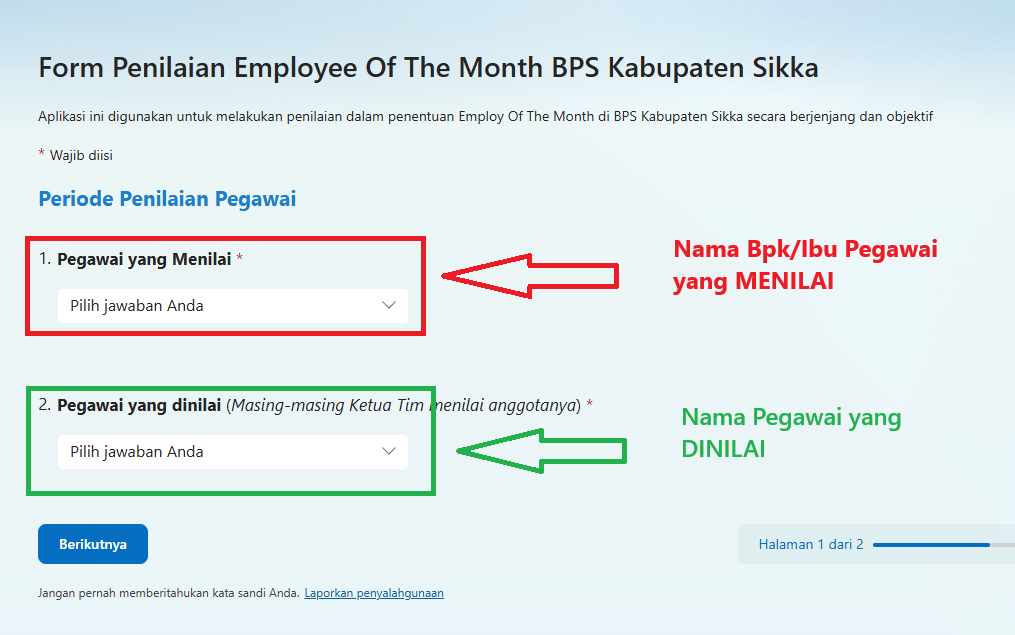 Form Penilaian Employee Of The Month BPS Kabupaten Sikka
Aplikasi ini digunakan untuk melakukan penilaian dalam penentuan Employ Of The Month di BPS Kabupaten Sikka secara berjenjang dan objektif
* Wajib diisi
Periode Penilaian Pegawai
1. Pegawai yang Menilai *
Pilih jawaban Anda
Nama Bpk/Ibu Pegawai
yang MENILAI
2. Pegawai yang dinilai (Masing-masing Ketua Tim menilai anggotanya) *
Pilih jawaban Anda
Nama Pegawai yang
DINILAI
Berikutnya
Halaman 1 dari 2
Jangan pernah memberitahukan kata sandi Anda. Laporkan penyalahgunaan